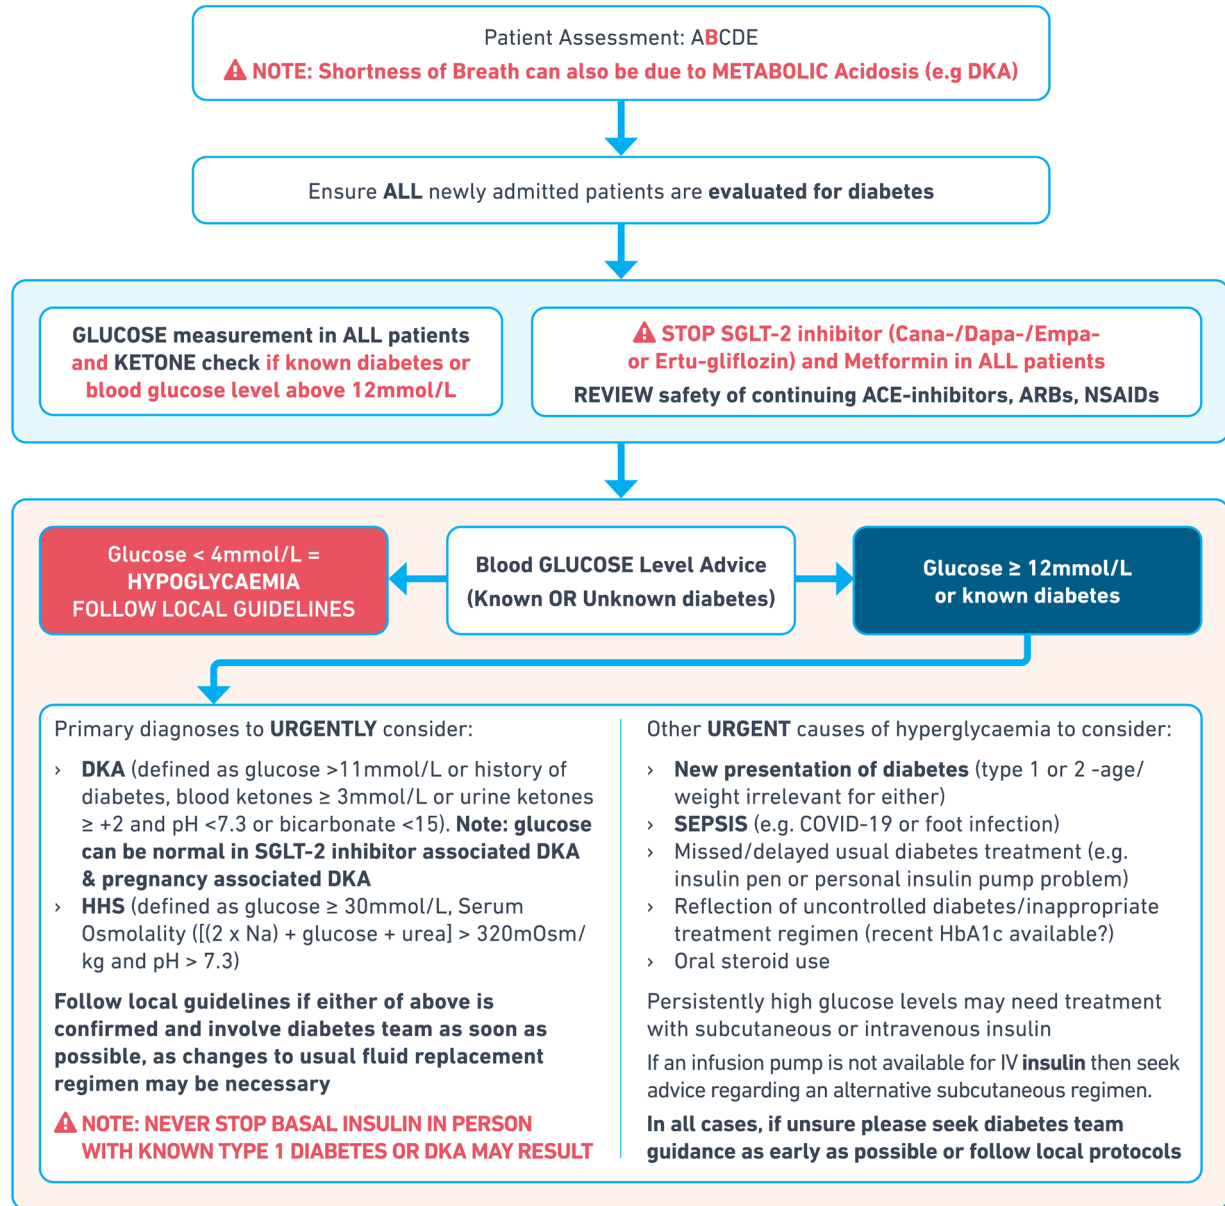 Patient Assessment: ABCDE
NOTE: Shortness of Breath can also be due to METABOLIC Acidosis (e.g DKA)
Ensure ALL newly admitted patients are evaluated for diabetes
GLUCOSE measurement in ALL patients
and KETONE check if known diabetes or
blood glucose level above 12mmol/L
STOP SGLT-2 inhibitor (Cana-/Dapa-/Empa-
or Ertu-gliflozin) and Metformin in ALL patients
REVIEW safety of continuing ACE-inhibitors, ARBs, NSAIDs
Glucose < 4mmol/L =
HYPOGLYCAEMIA
FOLLOW LOCAL GUIDELINES
Blood GLUCOSE Level Advice
(Known OR Unknown diabetes)
Glucose ≥ 12mmol/L
or known diabetes
Primary diagnoses to URGENTLY consider:
› DKA (defined as glucose >11mmol/L or history of
diabetes, blood ketones ≥ 3mmol/L or urine ketones
≥ +2 and pH <7.3 or bicarbonate <15). Note: glucose
can be normal in SGLT-2 inhibitor associated DKA
& pregnancy associated DKA
› HHS (defined as glucose ≥ 30mmol/L, Serum
Osmolality ([(2 x Na) + glucose + urea] > 320mOsm/
kg and pH > 7.3)
Follow local guidelines if either of above is
confirmed and involve diabetes team as soon as
possible, as changes to usual fluid replacement
regimen may be necessary
NOTE: NEVER STOP BASAL INSULIN IN PERSON
WITH KNOWN TYPE 1 DIABETES OR DKA MAY RESULT
Other URGENT causes of hyperglycaemia to consider:
› New presentation of diabetes (type 1 or 2 -age/
weight irrelevant for either)
› SEPSIS (e.g. COVID-19 or foot infection)
› Missed/delayed usual diabetes treatment (e.g.
insulin pen or personal insulin pump problem)
› Reflection of uncontrolled diabetes/inappropriate
treatment regimen (recent HbA1c available?)
› Oral steroid use
Persistently high glucose levels may need treatment
with subcutaneous or intravenous insulin
If an infusion pump is not available for IV insulin then seek
advice regarding an alternative subcutaneous regimen.
In all cases, if unsure please seek diabetes team
guidance as early as possible or follow local protocols